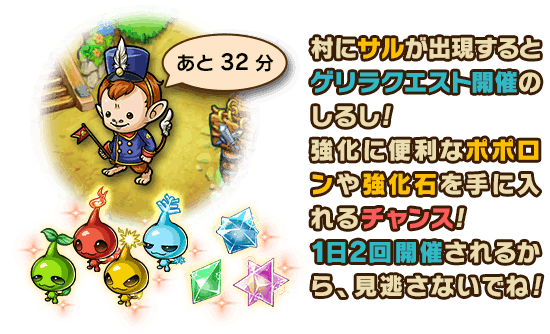 あと 32 分
村にサルが出現すると
ゲリラクエスト開催の
しるし!
強化に便利なポポロ
ンや強化石を手に入
れるチャンス!
1日2回開催されるか
ら、見逃さないでね!